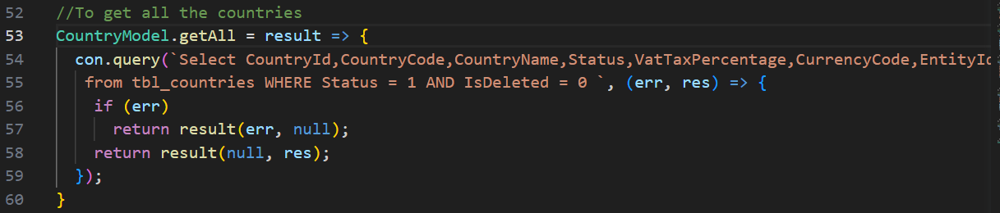 52 //To get all the countries
53 CountryModel.getAll = result => {
54 con.query(`Select CountryId,CountryCode,CountryName,Status,VatTaxPercentage,CurrencyCode,EntityId
55 from tbl_countries WHERE Status = 1 AND IsDeleted = 0 `, (err, res) => {
56 if (err)
57 return result(err, null);
58 return result(null, res);
59 });
60 }